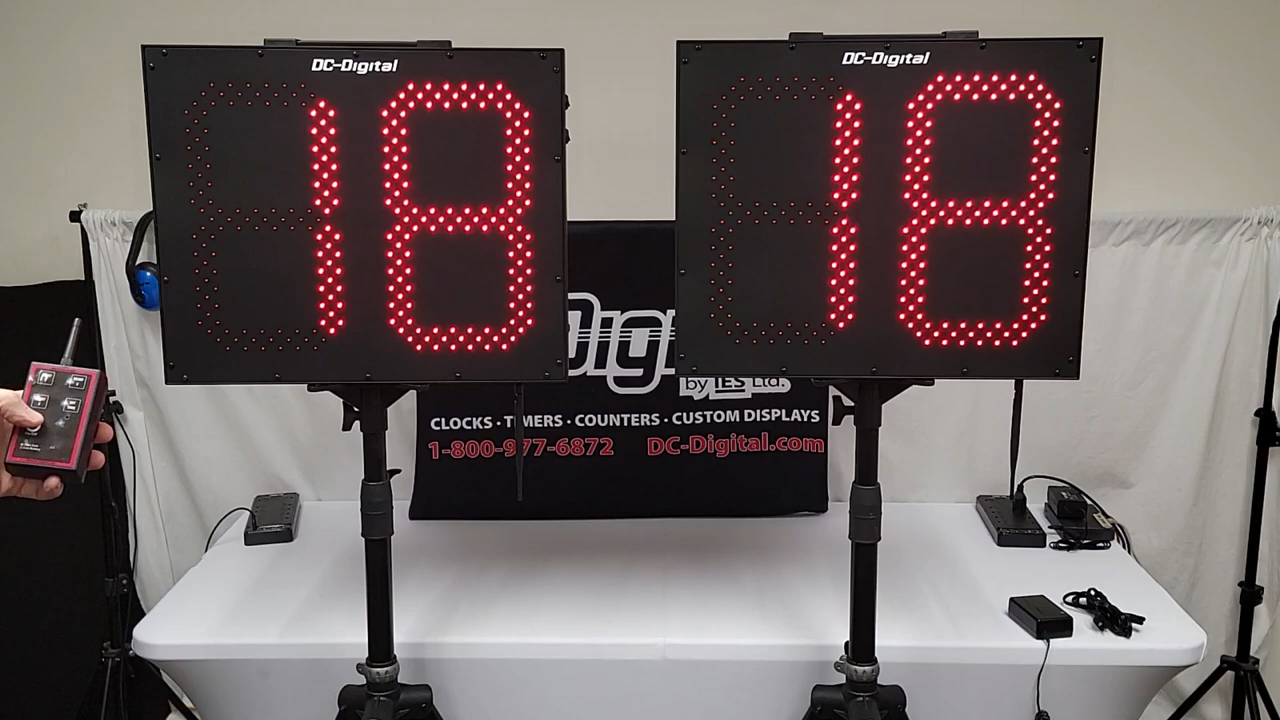 DC-Digital
DC-Digital
18
18
Digi
by IES Ltd.
CLOCKS · TIMERS · COUNTERS · CUSTOM DISPLAYS
1-800-977-6872 DC-Digital.com